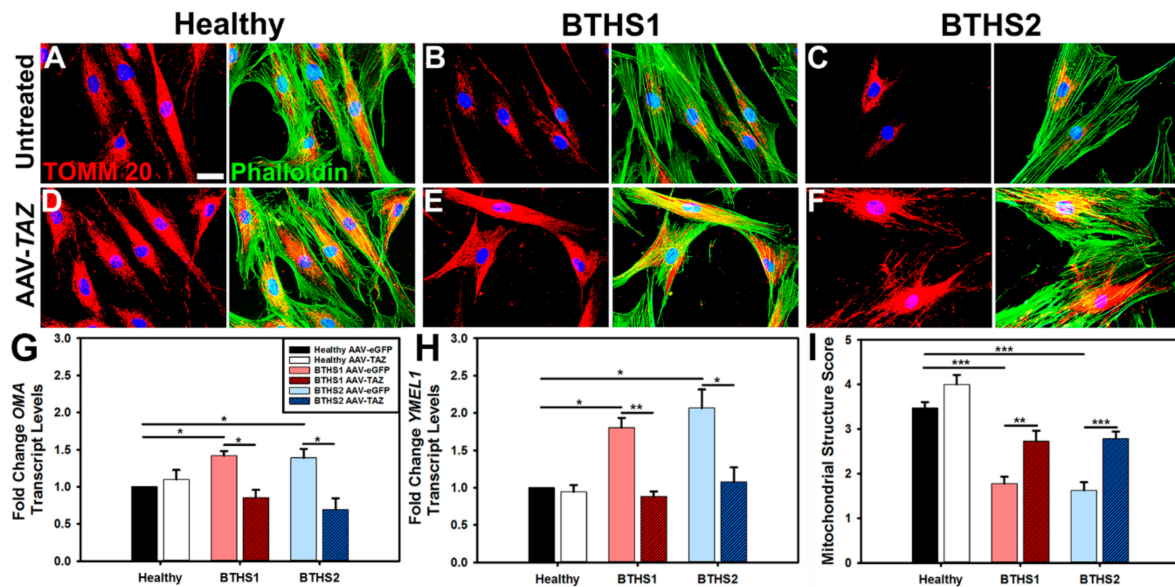 Healthy BTHS1 BTHS2
Untreated
A B C
TOMM 20 Phalloidin
AAV-TAZ
D E F
G H I
Fold Change OMA
Transcript Levels
3.0
2.5
2.0
1.5
1.0
0.5
0.0
Healthy AAV-eGFP
Healthy AAV-TAZ
BTHS1 AAV-eGFP
BTHS1 AAV-TAZ
BTHS2 AAV-eGFP
BTHS2 AAV-TAZ
* * * *
Healthy BTHS1 BTHS2
Fold Change YMEL1
Transcript Levels
3.0
2.5
2.0
1.5
1.0
0.5
0.0
* * ** *
Healthy BTHS1 BTHS2
Mitochondrial Structure Score
5
4
3
2
1
0
*** *** ** ***
Healthy BTHS1 BTHS2